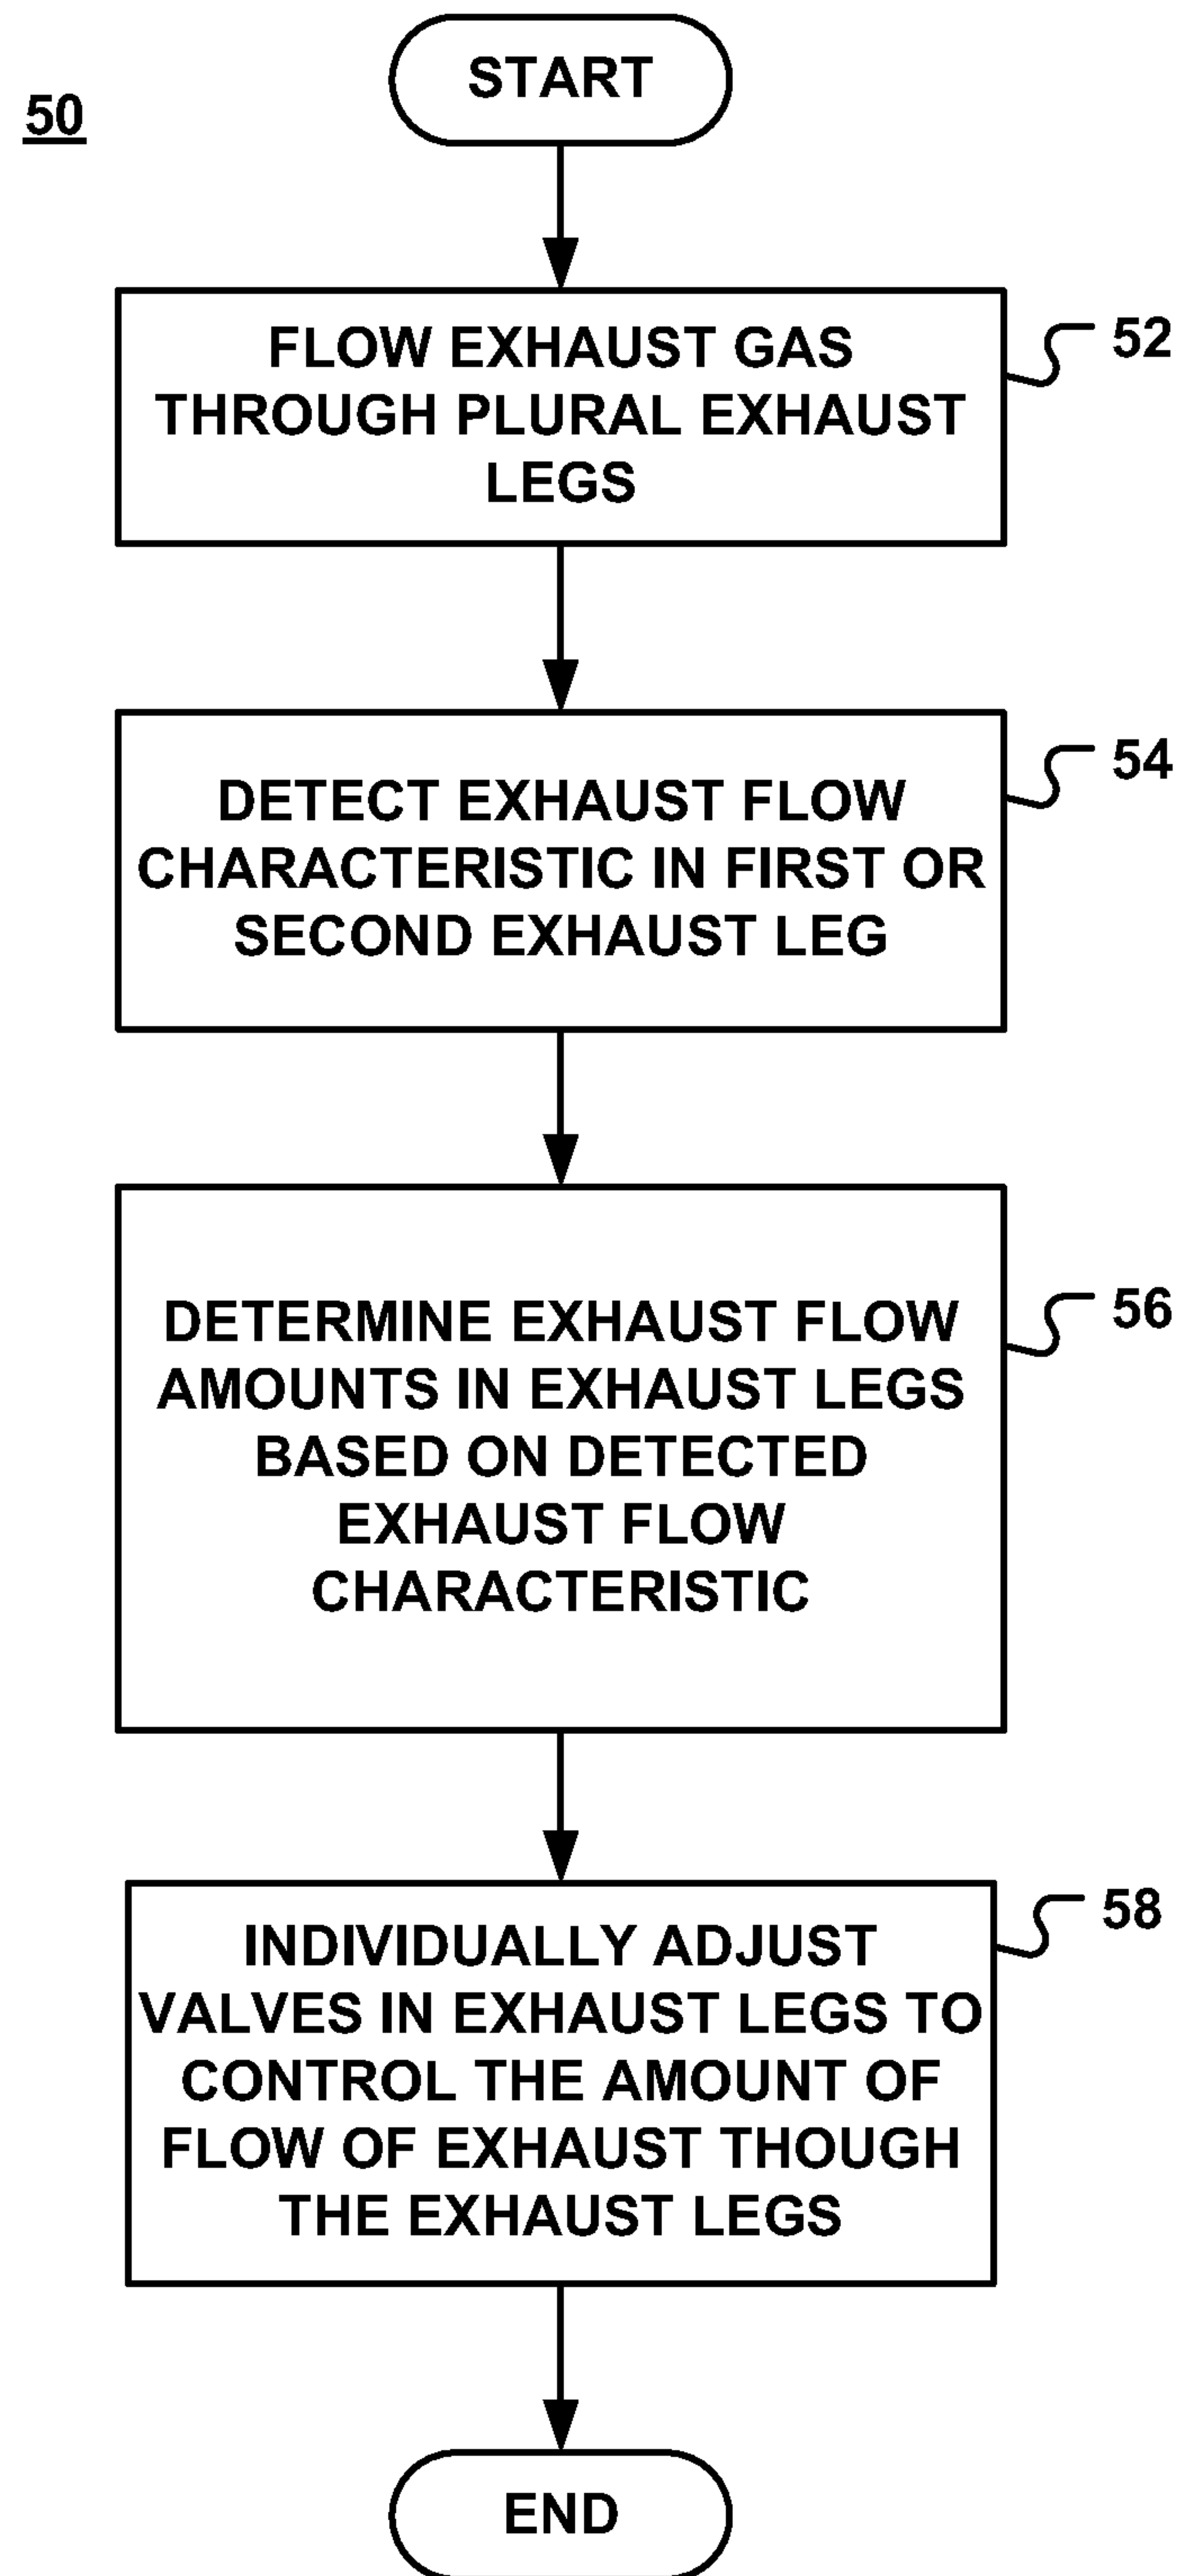 START
50
FLOW EXHAUST GAS
THROUGH PLURAL EXHAUST
LEGS
52
DETECT EXHAUST FLOW
CHARACTERISTIC IN FIRST OR
SECOND EXHAUST LEG
54
DETERMINE EXHAUST FLOW
AMOUNTS IN EXHAUST LEGS
BASED ON DETECTED
EXHAUST FLOW
CHARACTERISTIC
56
INDIVIDUALLY ADJUST
VALVES IN EXHAUST LEGS TO
CONTROL THE AMOUNT OF
FLOW OF EXHAUST THOUGH
THE EXHAUST LEGS
58
END